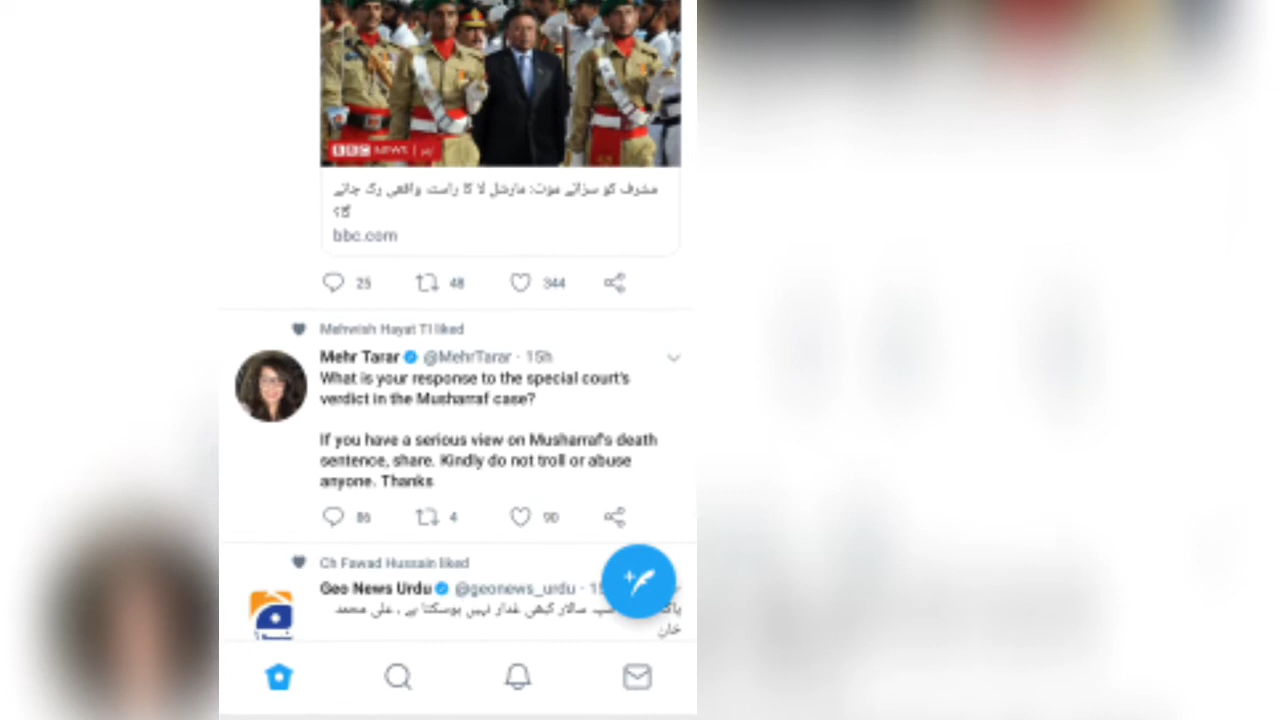 BBC NEWS | اردو
مشرف کو سزائے موت: مارشل لا کا راستہ واقعی رک جائے
گا؟
bbc.com
25 48 344
Mehwish Hayat TI liked
Mehr Tarar @MehrTarar · 15h
What is your response to the special court's
verdict in the Musharraf case?
If you have a serious view on Musharraf's death
sentence, share. Kindly do not troll or abuse
anyone. Thanks
86 4 90
Ch Fawad Hussain liked
Geo News Urdu @geonews_urdu
سپہ سالار کبھی غدار نہیں ہوسکتا ہے ، علی محمد
خان